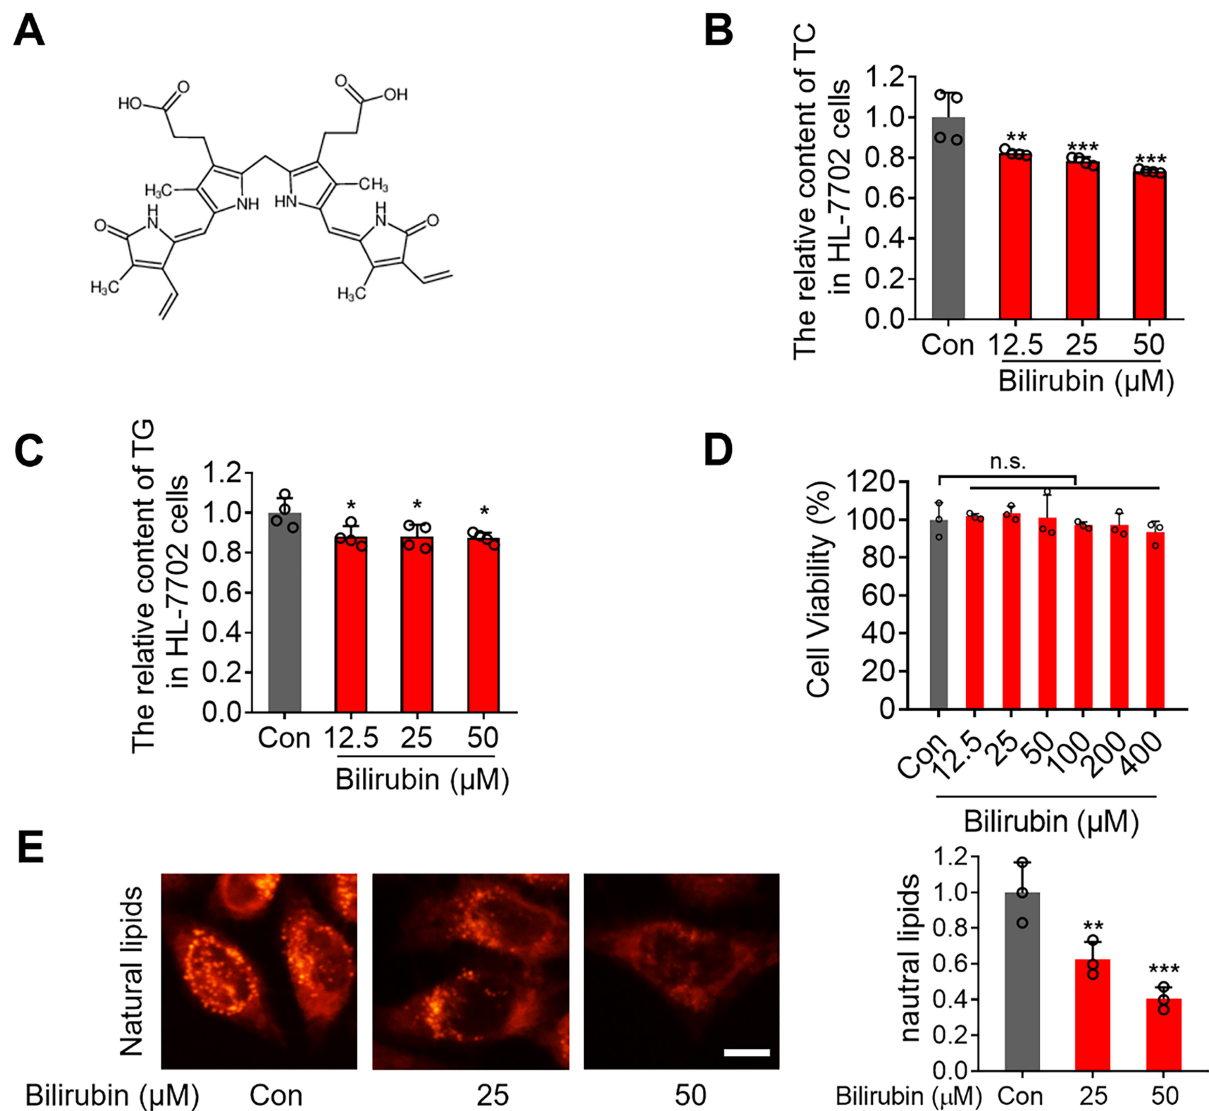 A
HO
O
O
OH
H₃C
NH
HN
CH₃
O
H
N
H
N
O
H₃C
H₃C
B
The relative content of TC
in HL-7702 cells
1.2
1.0
0.8
0.6
0.4
0.2
0.0
**
***
***
Con
12.5
25
50
Bilirubin (µM)
C
The relative content of TG
in HL-7702 cells
1.2
1.0
0.8
0.6
0.4
0.2
0.0
*
*
*
Con
12.5
25
50
Bilirubin (µM)
D
Cell Viability (%)
120
100
80
60
40
20
0
n.s.
Con
12.5
25
50
100
200
400
Bilirubin (µM)
E
Natural lipids
Bilirubin (µM)
Con
25
50
nautral lipids
1.2
1.0
0.8
0.6
0.4
0.2
0.0
**
***
Bilirubin (µM)
Con
25
50